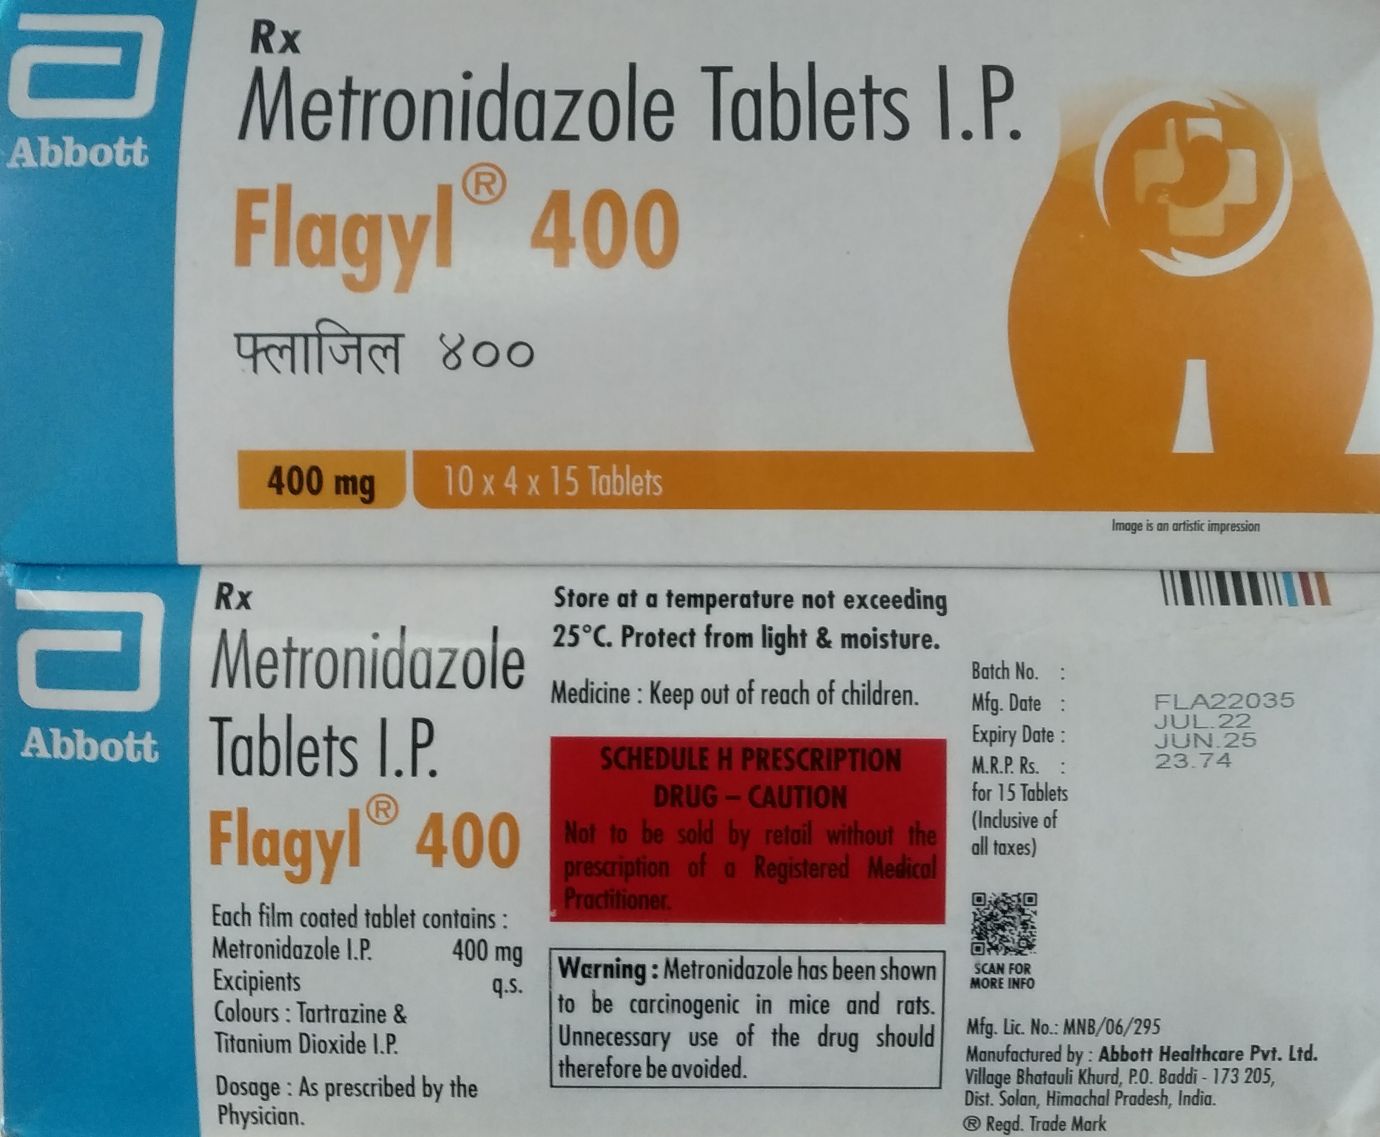 Abbott
Rx
Metronidazole Tablets I.P.
Flagyl® 400
फ्लाजिल ४००
400 mg
10 x 4 x 15 Tablets
Image is an artistic impression
Abbott
Rx
Metronidazole
Tablets I.P.
Flagyl® 400
Each film coated tablet contains :
Metronidazole I.P. 400 mg
Excipients q.s.
Colours : Tartrazine &
Titanium Dioxide I.P.
Dosage : As prescribed by the
Physician.
Store at a temperature not exceeding
25°C. Protect from light & moisture.
Medicine : Keep out of reach of children.
SCHEDULE H PRESCRIPTION
DRUG – CAUTION
Not to be sold by retail without the
prescription of a Registered Medical
Practitioner.
Warning : Metronidazole has been shown
to be carcinogenic in mice and rats.
Unnecessary use of the drug should
therefore be avoided.
Batch No. :
Mfg. Date :
Expiry Date :
M.R.P. Rs. :
for 15 Tablets
(Inclusive of
all taxes)
FLA22035
JUL.22
JUN.25
23.74
SCAN FOR
MORE INFO
Mfg. Lic. No.: MNB/06/295
Manufactured by : Abbott Healthcare Pvt. Ltd.
Village Bhatauli Khurd, P.O. Baddi - 173 205,
Dist. Solan, Himachal Pradesh, India.
® Regd. Trade Mark